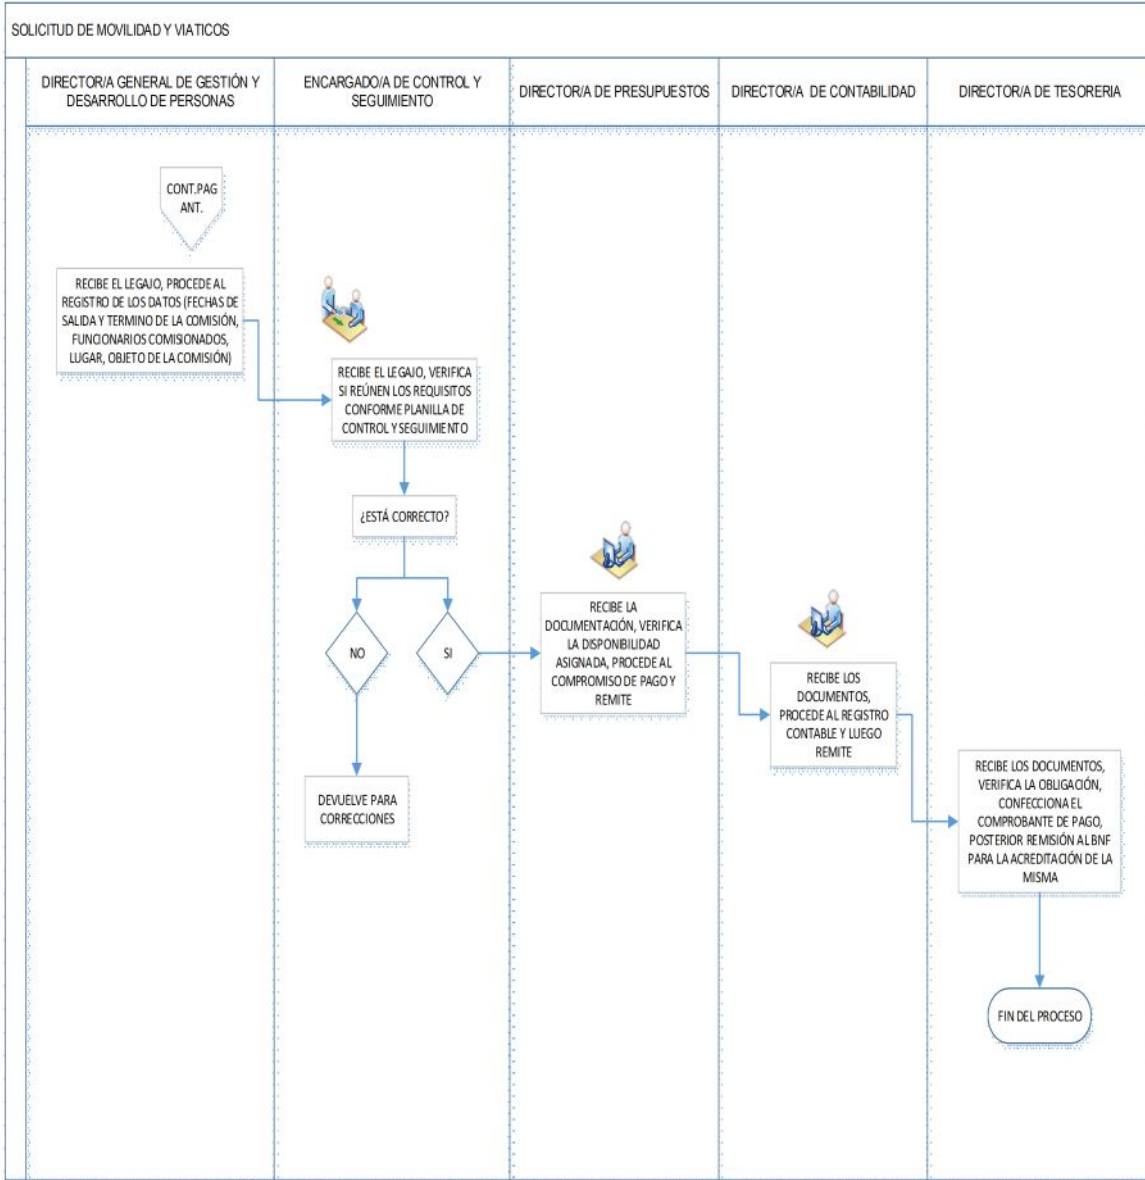 SOLICITUD DE MOVILIDAD Y VIATICOS
DIRECTOR/A GENERAL DE GESTIÓN Y
DESARROLLO DE PERSONAS
ENCARGADO/A DE CONTROL Y
SEGUIMIENTO
DIRECTOR/A DE PRESUPUESTOS
DIRECTOR/A DE CONTABILIDAD
DIRECTOR/A DE TESORERIA
CONT.PAG
ANT.
RECIBE EL LEGAJO, PROCEDE AL
REGISTRO DE LOS DATOS (FECHAS DE
SALIDA Y TERMINO DE LA COMISIÓN,
FUNCIONARIOS COMISIONADOS,
LUGAR, OBJETO DE LA COMISIÓN)
RECIBE EL LEGAJO, VERIFICA
SI REÚNEN LOS REQUISITOS
CONFORME PLANILLA DE
CONTROL Y SEGUIMIENTO
¿ESTÁ CORRECTO?
NO
SI
DEVUELVE PARA
CORRECCIONES
RECIBE LA
DOCUMENTACIÓN, VERIFICA
LA DISPONIBILIDAD
ASIGNADA, PROCEDE AL
COMPROMISO DE PAGO Y
REMITE
RECIBE LOS
DOCUMENTOS,
PROCEDE AL REGISTRO
CONTABLE Y LUEGO
REMITE
RECIBE LOS DOCUMENTOS,
VERIFICA LA OBLIGACIÓN,
CONFECCIONA EL
COMPROBANTE DE PAGO,
POSTERIOR REMISIÓN AL BNF
PARA LA ACREDITACIÓN DE LA
MISMA
FIN DEL PROCESO